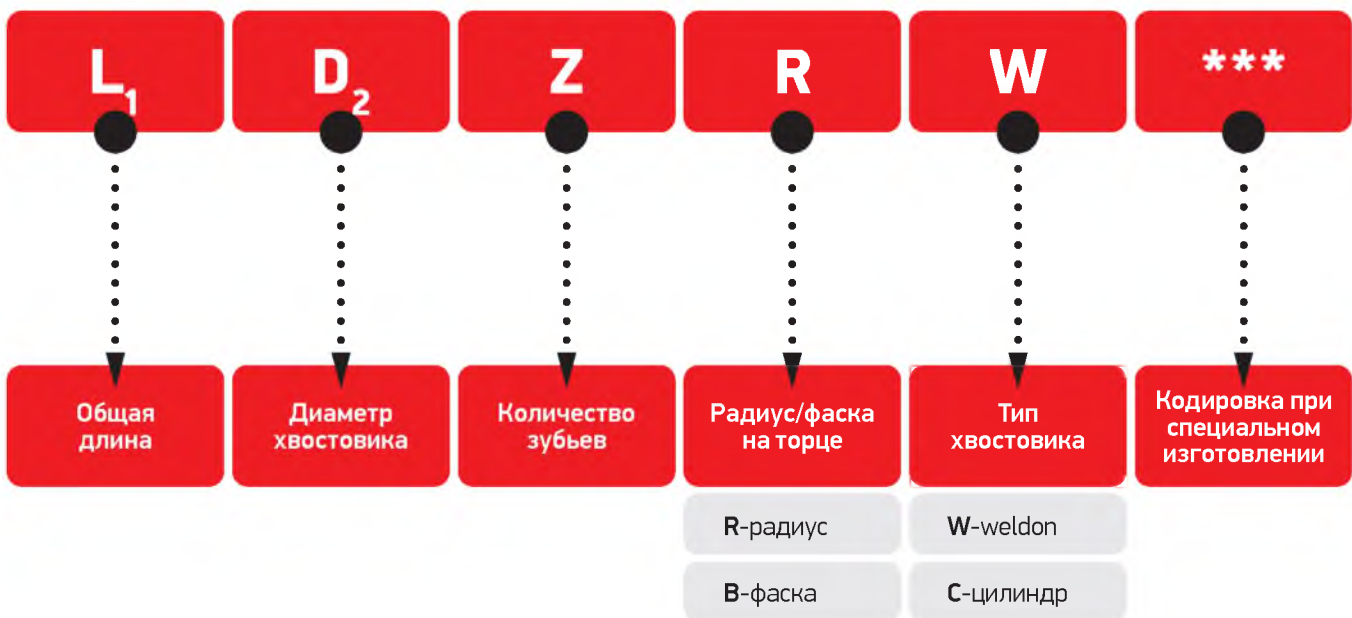 L1
D2
Z
R
W
***
Общая
длина
Диаметр
хвостовика
Количество
зубьев
Радиус/фаска
на торце
Тип
хвостовика
Кодировка при
специальном
изготовлении
R-радиус
W-weldon
B-фаска
C-цилиндр